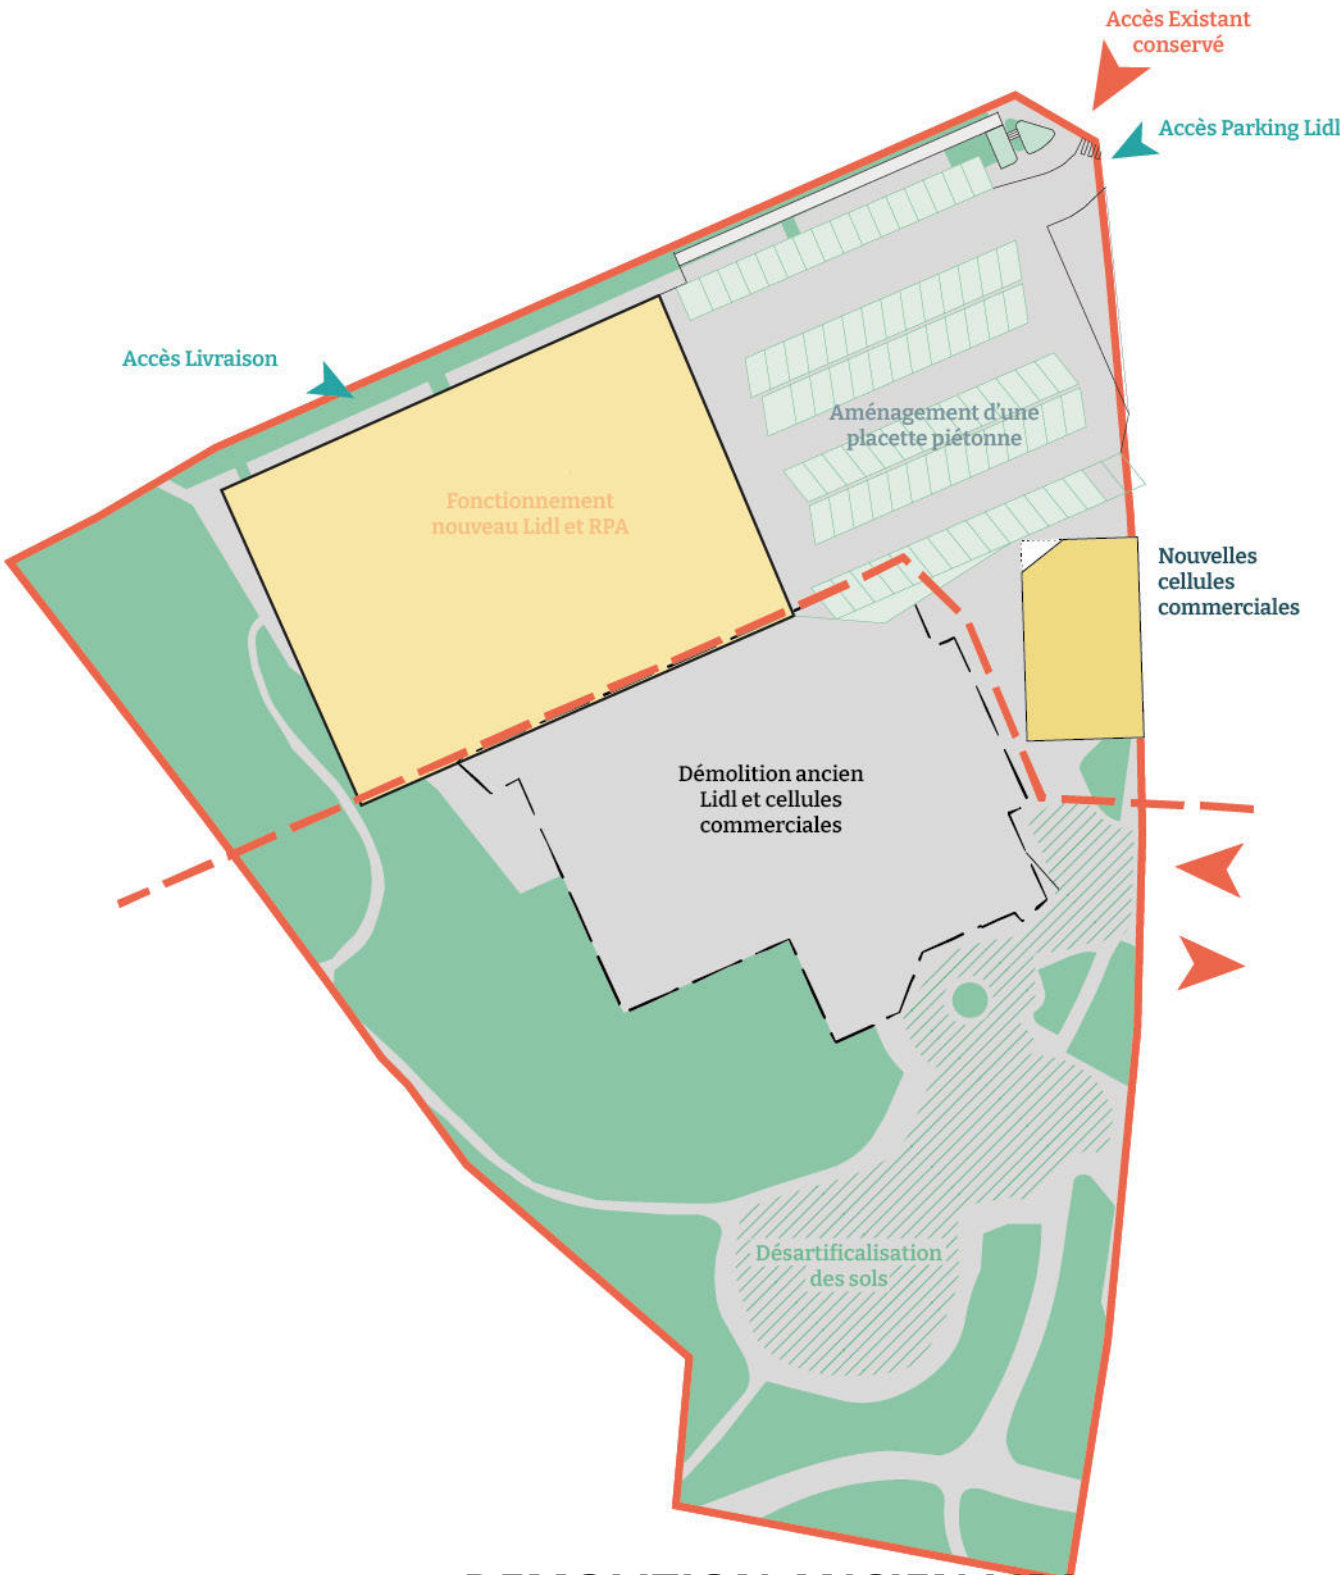 Accès Existant
conservé
Accès Parking Lidl
Accès Livraison
Aménagement d'une
placette piétonne
Fonctionnement
nouveau Lidl et RPA
Nouvelles
cellules
commerciales
Démolition ancien
Lidl et cellules
commerciales
Désartificalisation
des sols